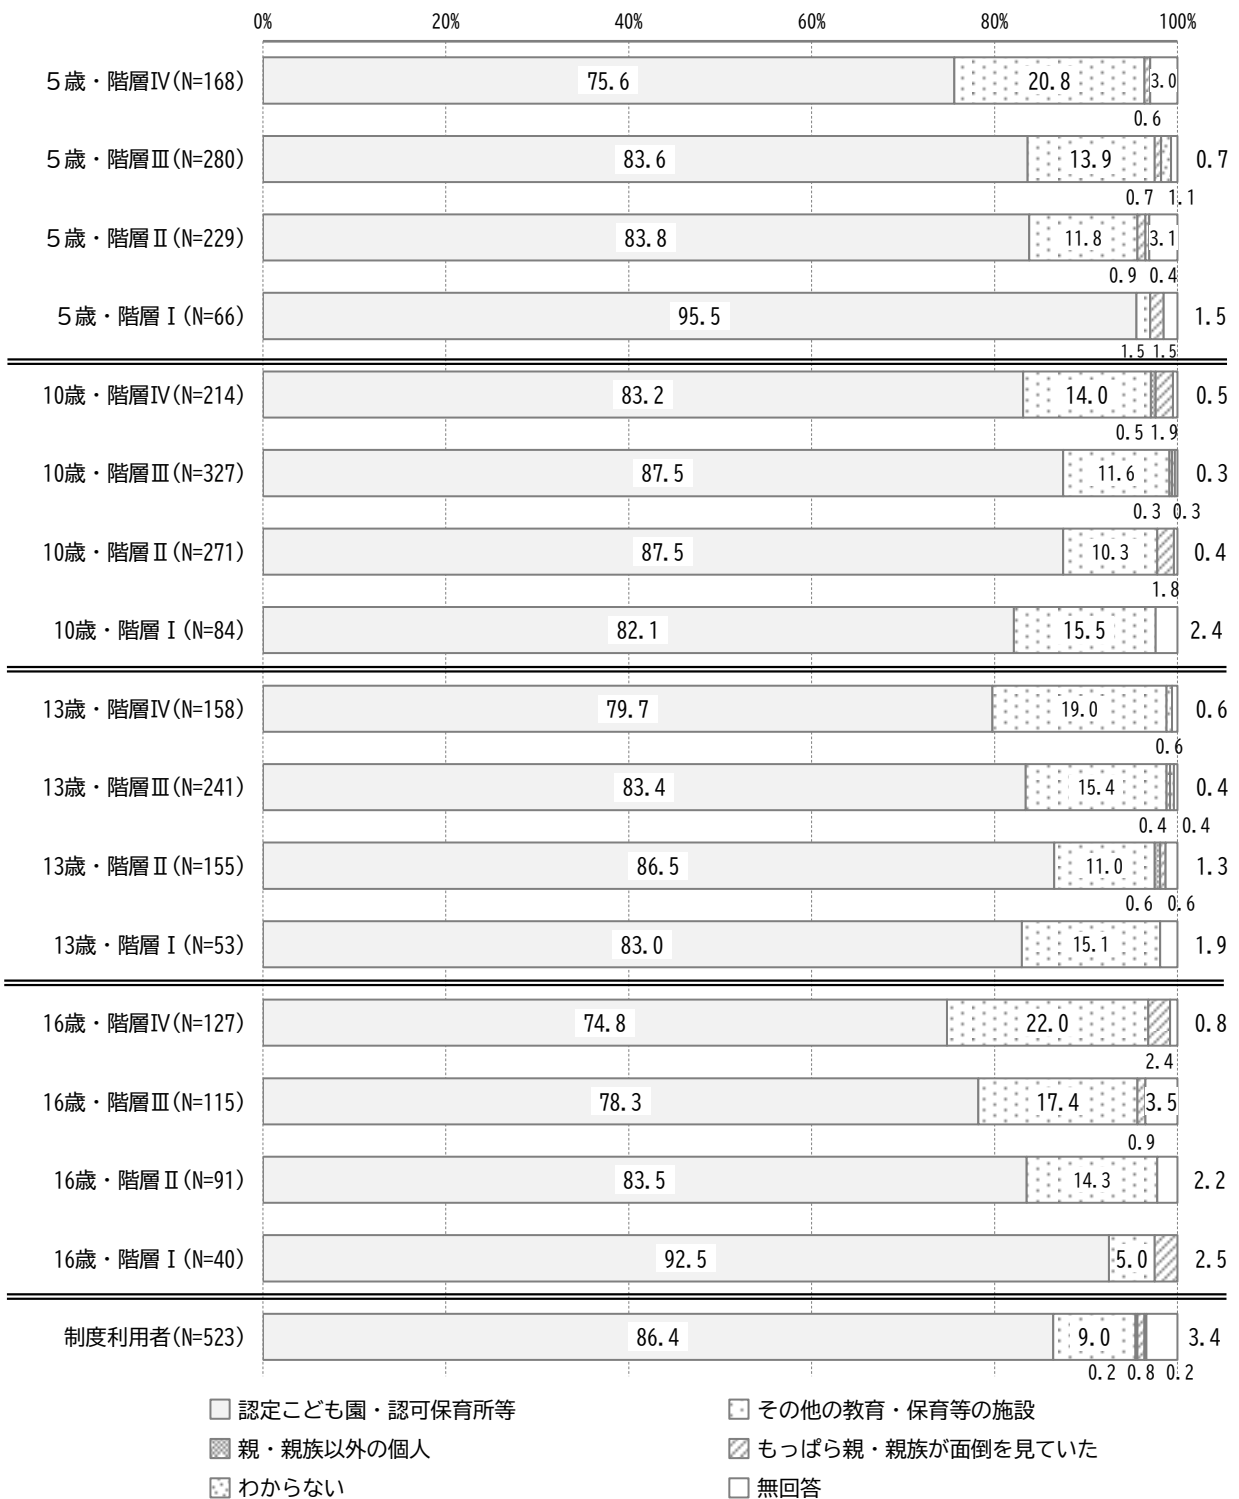 0% 20% 40% 60% 80% 100%
５歳・階層Ⅳ(N=168) 75.6 20.8 3.0
0.6
５歳・階層Ⅲ(N=280) 83.6 13.9 0.7
0.7 1.1
５歳・階層Ⅱ(N=229) 83.8 11.8 3.1
0.9 0.4
５歳・階層Ⅰ(N=66) 95.5 1.5
1.5 1.5
10歳・階層Ⅳ(N=214) 83.2 14.0 0.5
0.5 1.9
10歳・階層Ⅲ(N=327) 87.5 11.6 0.3
0.3 0.3
10歳・階層Ⅱ(N=271) 87.5 10.3 0.4
1.8
10歳・階層Ⅰ(N=84) 82.1 15.5 2.4
13歳・階層Ⅳ(N=158) 79.7 19.0 0.6
0.6
13歳・階層Ⅲ(N=241) 83.4 15.4 0.4
0.4 0.4
13歳・階層Ⅱ(N=155) 86.5 11.0 1.3
0.6 0.6
13歳・階層Ⅰ(N=53) 83.0 15.1 1.9
16歳・階層Ⅳ(N=127) 74.8 22.0 0.8
2.4
16歳・階層Ⅲ(N=115) 78.3 17.4 3.5
0.9
16歳・階層Ⅱ(N=91) 83.5 14.3 2.2
16歳・階層Ⅰ(N=40) 92.5 5.0 2.5
制度利用者(N=523) 86.4 9.0 3.4
0.2 0.8 0.2
認定こども園・認可保育所等 その他の教育・保育等の施設
親・親族以外の個人 もっぱら親・親族が面倒を見ていた
わからない 無回答